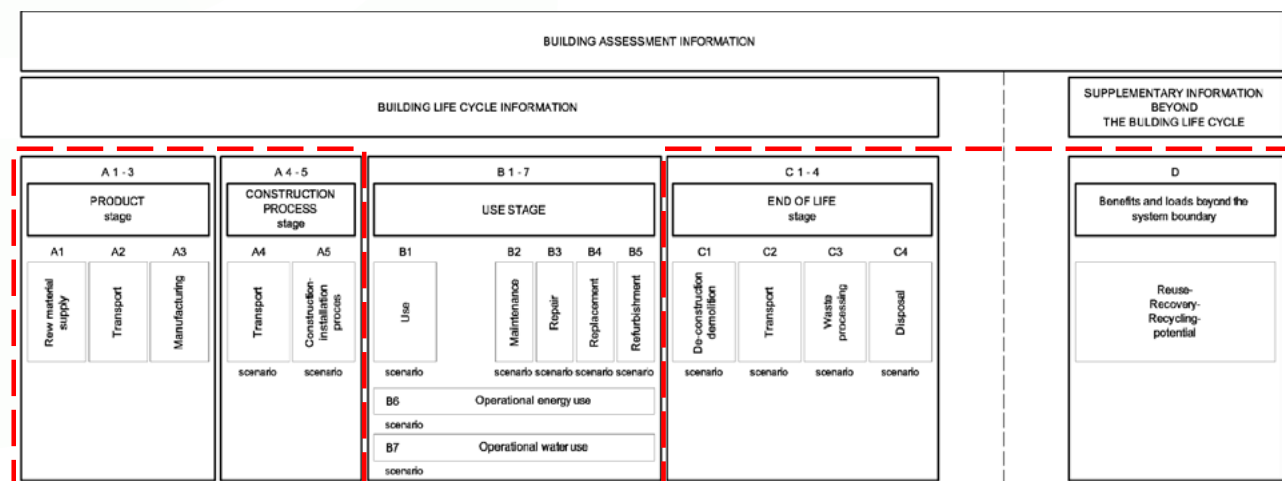 BUILDING ASSESSMENT INFORMATION
BUILDING LIFE CYCLE INFORMATION
SUPPLEMENTARY INFORMATION
BEYOND
THE BULDING LIFE CYCLE
A 1 - 3
PRODUCT
stage
A1
A2
A3
Rew material
supply
Transport
Manufacturing
A 4 - 5
CONSTRUCTION
PROCESS
stage
A4
A5
Transport
Construction-
installation
proces
scenario
scenario
B 1 - 7
USE STAGE
B1
B2
B3
B4
B5
Use
Maintenance
Repair
Replacement
Refurbishment
scenario
scenario
scenario
scenario
scenario
B6
Operational energy use
scenario
B7
Operational water use
scenario
C 1 - 4
END OF LIFE
stage
C1
C2
C3
C4
De-construction
demolition
Transport
Waste
processing
Disposal
scenario
scenario
scenario
scenario
D
Benefits and loads beyond the
system boundary
Reuse-
Recovery-
Recycling-
potential